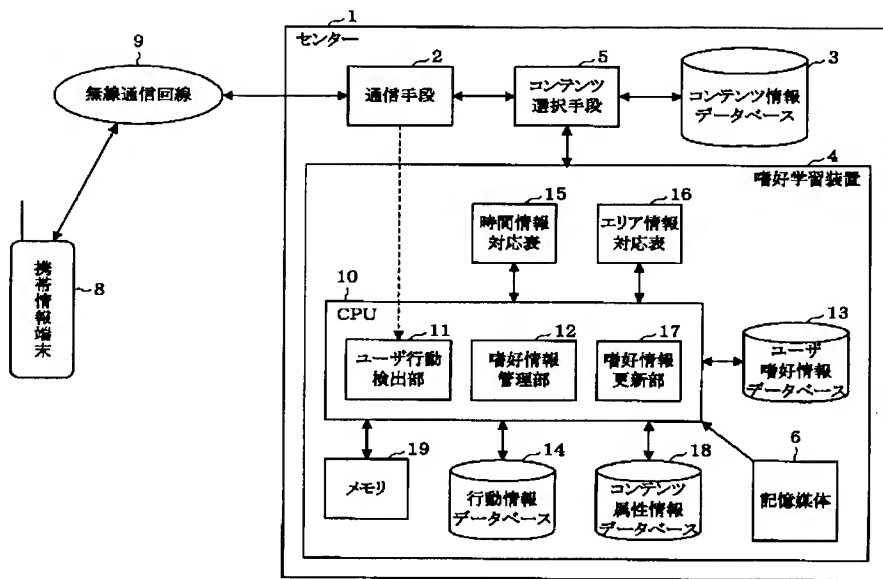 1
センター
9
無線通信回線
2
通信手段
5
コンテンツ
選択手段
3
コンテンツ情報
データベース
4
嗜好学習装置
15
時間情報
対応表
16
エリア情報
対応表
携帯情報端末
8
10
CPU
11
ユーザ行動
検出部
12
嗜好情報
管理部
17
嗜好情報
更新部
13
ユーザ
嗜好情報
データベース
19
メモリ
14
行動情報
データベース
18
コンテンツ
属性情報
データベース
6
記憶媒体